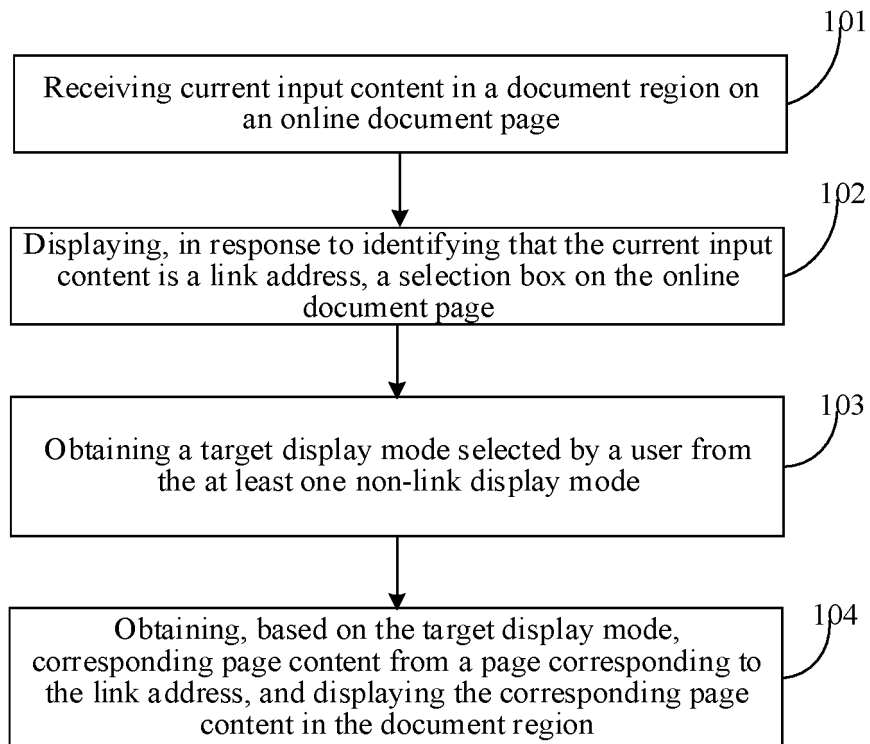 101
Receiving current input content in a document region on
an online document page
102
Displaying, in response to identifying that the current input
content is a link address, a selection box on the online
document page
103
Obtaining a target display mode selected by a user from
the at least one non-link display mode
104
Obtaining, based on the target display mode,
corresponding page content from a page corresponding to
the link address, and displaying the corresponding page
content in the document region